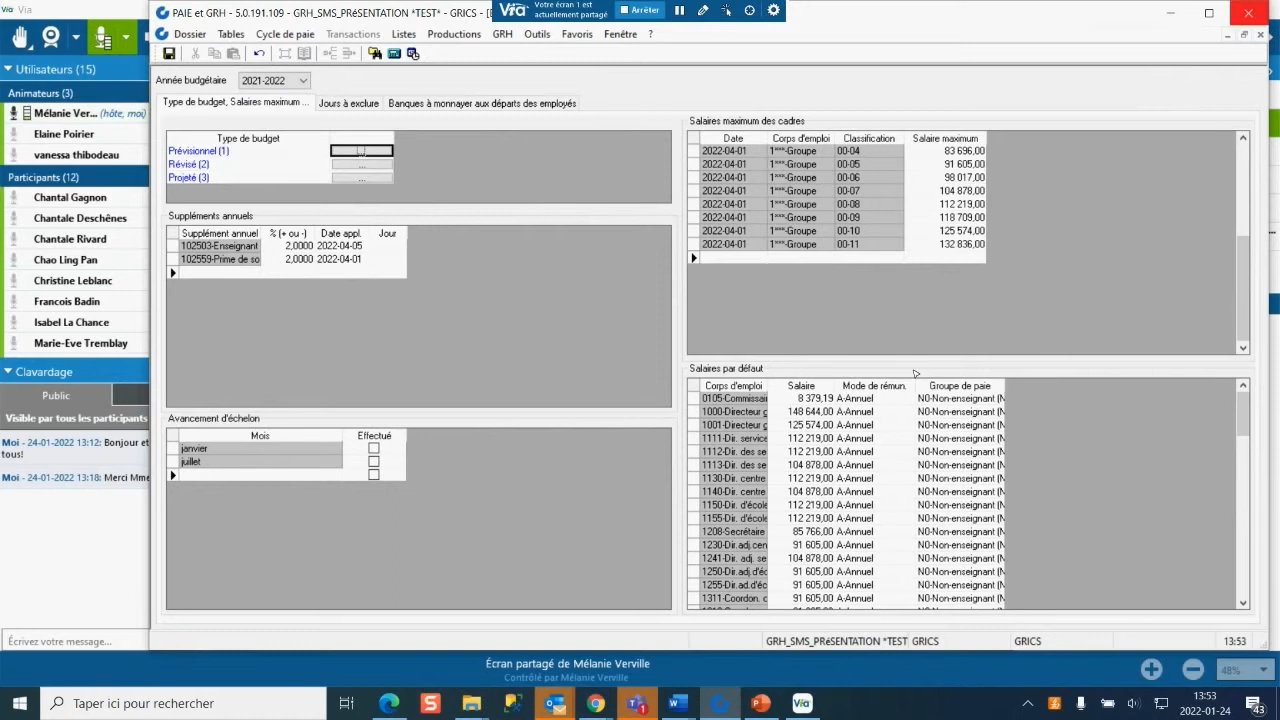 Via
Votre écran 1 est
actuellement partagé
Arrêter
Via
PAIE et GRH - 5.0.191.109 - GRH_SMS_PRéSENTATION *TEST* - GRICS - [
Dossier Tables Cycle de paie Transactions Listes Productions GRH Outils Favoris Fenêtre ?
Utilisateurs (15)
Animateurs (3)
Mélanie Ver... (hôte, moi)
Elaine Poirier
vanessa thibodeau
Participants (12)
Chantal Gagnon
Chantale Deschênes
Chantale Rivard
Chao Ling Pan
Christine Leblanc
Francois Badin
Isabel La Chance
Marie-Eve Tremblay
Clavardage
Public
Visible par tous les participants
Moi - 24-01-2022 13:12: Bonjour et
tous!
Moi - 24-01-2022 13:18: Merci Mme
Écrivez votre message...
Année budgétaire 2021-2022
Type de budget, Salaires maximum ... Jours à exclure Banques à monnayer aux départs des employés
Type de budget
Prévisionnel (1) ...
Révisé (2) ...
Projeté (3) ...
Suppléments annuels
Supplément annuel % (+ ou -) Date appl. Jour
102503-Enseignant 2,0000 2022-04-05
102559-Prime de so 2,0000 2022-04-01
Avancement d'échelon
Mois Effectué
janvier
juillet
Salaires maximum des cadres
Date Corps d'emploi Classification Salaire maximum
2022-04-01 1***-Groupe 00-04 83 696,00
2022-04-01 1***-Groupe 00-05 91 605,00
2022-04-01 1***-Groupe 00-06 98 017,00
2022-04-01 1***-Groupe 00-07 104 878,00
2022-04-01 1***-Groupe 00-08 112 219,00
2022-04-01 1***-Groupe 00-09 118 709,00
2022-04-01 1***-Groupe 00-10 125 574,00
2022-04-01 1***-Groupe 00-11 132 836,00
Salaires par défaut
Corps d'emploi Salaire Mode de rémun. Groupe de paie
0105-Commissai 8 379,19 A-Annuel N0-Non-enseignant (N
1000-Directeur g 148 644,00 A-Annuel N0-Non-enseignant (N
1001-Directeur g 125 574,00 A-Annuel N0-Non-enseignant (N
1111-Dir. service 112 219,00 A-Annuel N0-Non-enseignant (N
1112-Dir. des se 112 219,00 A-Annuel N0-Non-enseignant (N
1113-Dir. des se 104 878,00 A-Annuel N0-Non-enseignant (N
1130-Dir. centre 112 219,00 A-Annuel N0-Non-enseignant (N
1140-Dir. centre 104 878,00 A-Annuel N0-Non-enseignant (N
1150-Dir. d'école 112 219,00 A-Annuel N0-Non-enseignant (N
1155-Dir. d'école 112 219,00 A-Annuel N0-Non-enseignant (N
1208-Secrétaire 85 766,00 A-Annuel N0-Non-enseignant (N
1230-Dir.adj.cen 91 605,00 A-Annuel N0-Non-enseignant (N
1241-Dir. adj. se 104 878,00 A-Annuel N0-Non-enseignant (N
1250-Dir.adj.d'éc 91 605,00 A-Annuel N0-Non-enseignant (N
1255-Dir.ad.d'éc 91 605,00 A-Annuel N0-Non-enseignant (N
1311-Coordon. c 91 605,00 A-Annuel N0-Non-enseignant (N
GRH_SMS_PRéSENTATION *TEST GRICS GRICS 13:53
Écran partagé de Mélanie Verville
Contrôlé par Mélanie Verville
48%
Taper ici pour rechercher
13:53
2022-01-24